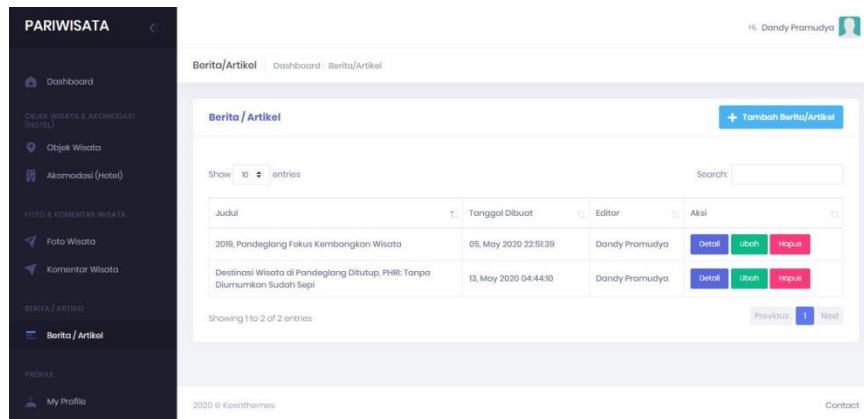 PARIWISATA
Hi, Dandy Pramudya
Berita/Artikel Dashboard - Berita/Artikel
Dashboard
OBJEK WISATA & AKOMODASI
(HOTEL)
Objek Wisata
Akomodasi (Hotel)
FOTO & KOMENTAR WISATA
Foto Wisata
Komentar Wisata
BERITA / ARTIKEL
Berita / Artikel
PROFILE
My Profile
Berita / Artikel
+ Tambah Berita/Artikel
Show 10 entries
Search:
Judul Tanggal Dibuat Editor Aksi
2019, Pandeglang Fokus Kembangkan Wisata 05, May 2020 22:51:39 Dandy Pramudya Detail Ubah Hapus
Destinasi Wisata di Pandeglang Ditutup, PHRI: Tanpa
Diumumkan Sudah Sepi 13, May 2020 04:44:10 Dandy Pramudya Detail Ubah Hapus
Showing 1 to 2 of 2 entries
Previous 1 Next
2020 © Keenthemes
Contact